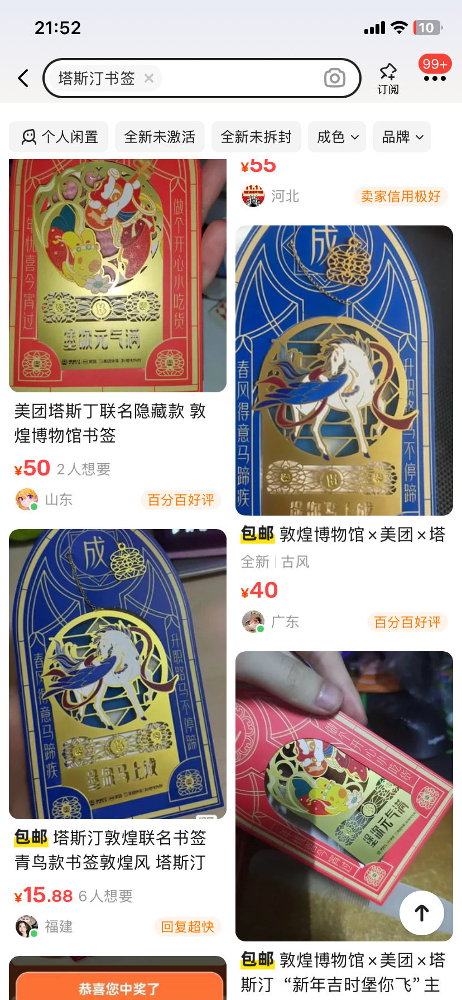 21:52
10
塔斯汀书签
订阅
99+
个人闲置
全新未激活
全新未拆封
成色
品牌
做个开心小吃货
年忧喜今宵过
堡你元气满
美团塔斯丁联名隐藏款 敦
煌博物馆书签
¥50 2人想要
山东
百分百好评
成
春风得意马蹄疾
升职路马不停蹄
堡你马上成
包邮 塔斯汀敦煌联名书签
青鸟款书签敦煌风 塔斯汀
¥15.88 6人想要
福建
回复超快
恭喜您中奖了
¥55
河北
卖家信用极好
成
春风得意马蹄疾
升职路马不停蹄
堡你马上成
包邮 敦煌博物馆×美团×塔
全新
古风
¥40
广东
百分百好评
做个开心小吃货
堡你元气满
包邮 敦煌博物馆×美团×塔
斯汀 “新年吉时堡你飞”主